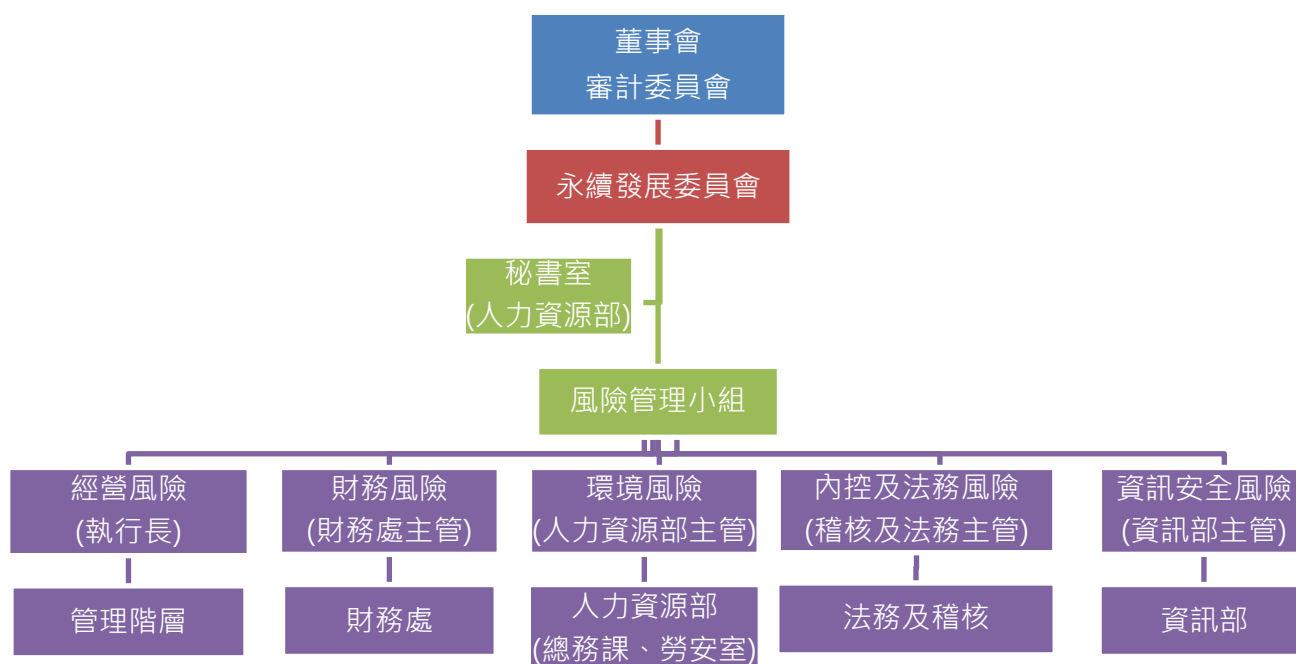 董事會
審計委員會
永續發展委員會
秘書室
(人力資源部)
風險管理小組
經營風險
(執行長)
財務風險
(財務處主管)
環境風險
(人力資源部主管)
內控及法務風險
(稽核及法務主管)
資訊安全風險
(資訊部主管)
管理階層
財務處
人力資源部
(總務課、勞安室)
法務及稽核
資訊部